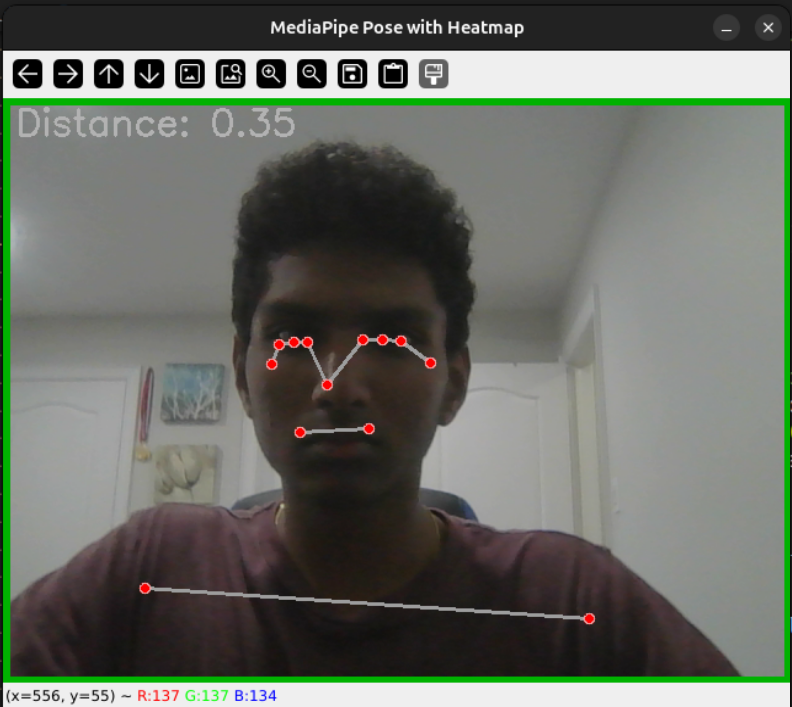 MediaPipe Pose with Heatmap
Distance: 0.35
(x=556, y=55) ~ R:137 G:137 B:134